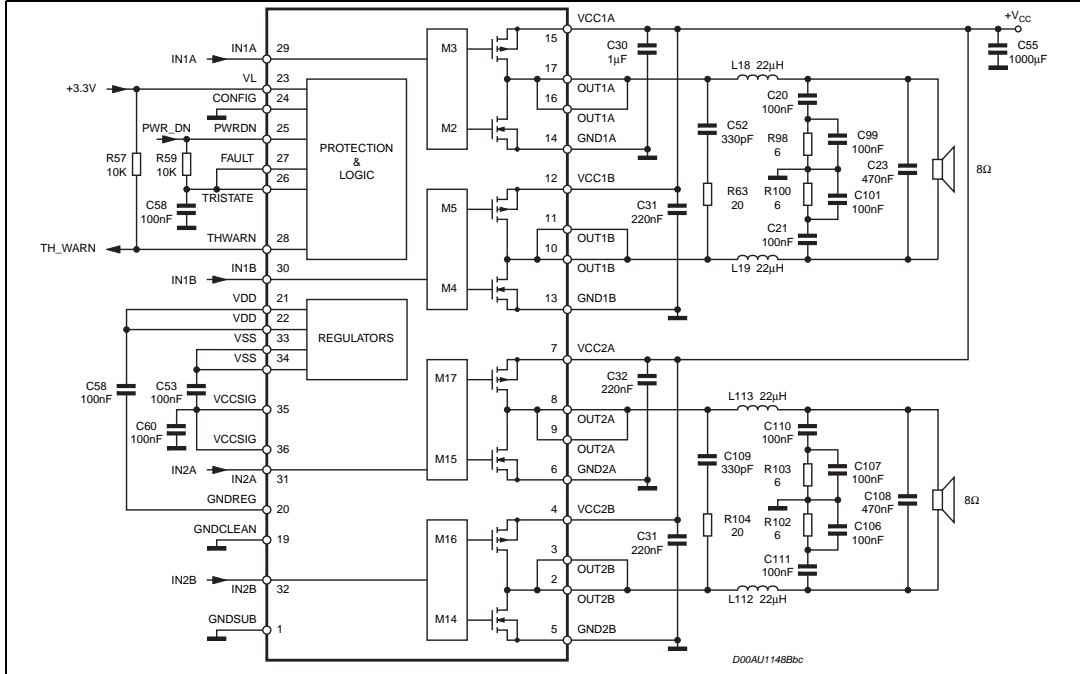 VCC1A
+VCC
15
C30
1µF
C55
1000µF
IN1A
IN1A
29
M3
17
OUT1A
L18 22µH
+3.3V
VL
23
16
OUT1A
C20
100nF
CONFIG
24
C52
330pF
R98
6
C99
100nF
PWR_DN
PWRDN
25
M2
14
GND1A
C23
470nF
8Ω
R57
10K
R59
10K
FAULT
27
PROTECTION
&
LOGIC
26
TRISTATE
12
VCC1B
R63
20
R100
6
C101
100nF
C58
100nF
M5
11
OUT1B
C31
220nF
C21
100nF
TH_WARN
THWARN
28
10
OUT1B
L19 22µH
IN1B
IN1B
30
M4
13
GND1B
VDD
21
VDD
22
REGULATORS
VSS
33
VSS
34
7
VCC2A
C58
100nF
C53
100nF
M17
C32
220nF
L113 22µH
VCCSIG
35
8
OUT2A
C110
100nF
C60
100nF
9
OUT2A
VCCSIG
36
M15
C109
330pF
R103
6
C107
100nF
IN2A
IN2A
31
6
GND2A
C108
470nF
8Ω
GNDREG
20
4
VCC2B
R104
20
R102
6
C106
100nF
GNDCLEAN
19
M16
3
OUT2B
C31
220nF
C111
100nF
IN2B
IN2B
32
2
OUT2B
L112 22µH
GNDSUB
1
M14
5
GND2B
D00AU1148Bbc